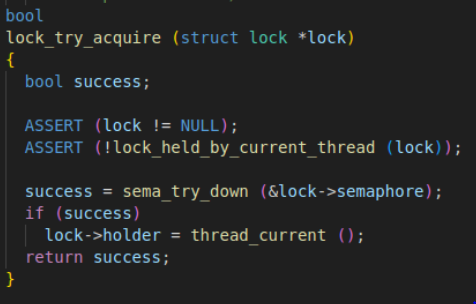 bool
lock_try_acquire (struct lock *lock)
{
  bool success;

  ASSERT (lock != NULL);
  ASSERT (!lock_held_by_current_thread (lock));

  success = sema_try_down (&lock->semaphore);
  if (success)
    lock->holder = thread_current ();
  return success;
}